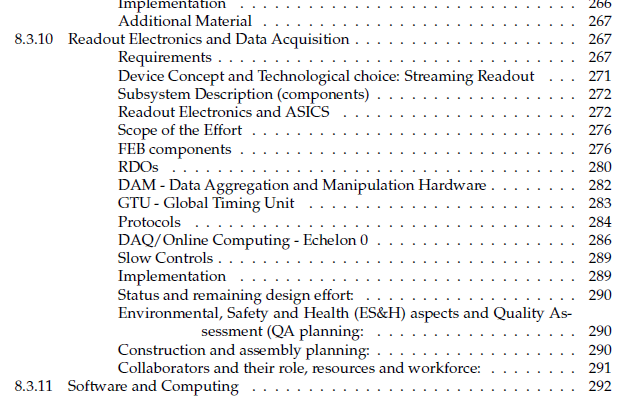 Implementation . . . . . . . . . . . . . . . . . . . . . . 266
Additional Material . . . . . . . . . . . . . . . . . . . . 267
8.3.10 Readout Electronics and Data Acquisition . . . . . . . . . . . . . . 267
Requirements . . . . . . . . . . . . . . . . . . . . . . . 267
Device Concept and Technological choice: Streaming Readout . . . 271
Subsystem Description (components) . . . . . . . . . . . . . 272
Readout Electronics and ASICS . . . . . . . . . . . . . . . 272
Scope of the Effort . . . . . . . . . . . . . . . . . . . . . 276
FEB components . . . . . . . . . . . . . . . . . . . . . . 276
RDOs . . . . . . . . . . . . . . . . . . . . . . . . . . 280
DAM - Data Aggregation and Manipulation Hardware . . . . . . 282
GTU - Global Timing Unit . . . . . . . . . . . . . . . . . 283
Protocols . . . . . . . . . . . . . . . . . . . . . . . . . 284
DAQ/Online Computing - Echelon 0 . . . . . . . . . . . . . 286
Slow Controls . . . . . . . . . . . . . . . . . . . . . . . 289
Implementation . . . . . . . . . . . . . . . . . . . . . . 289
Status and remaining design effort: . . . . . . . . . . . . . . 290
Environmental, Safety and Health (ES&H) aspects and Quality As-
sessment (QA planning: . . . . . . . . . . . . . 290
Construction and assembly planning: . . . . . . . . . . . . . 290
Collaborators and their role, resources and workforce: . . . . . . 291
8.3.11 Software and Computing . . . . . . . . . . . . . . . . . . . . . 292